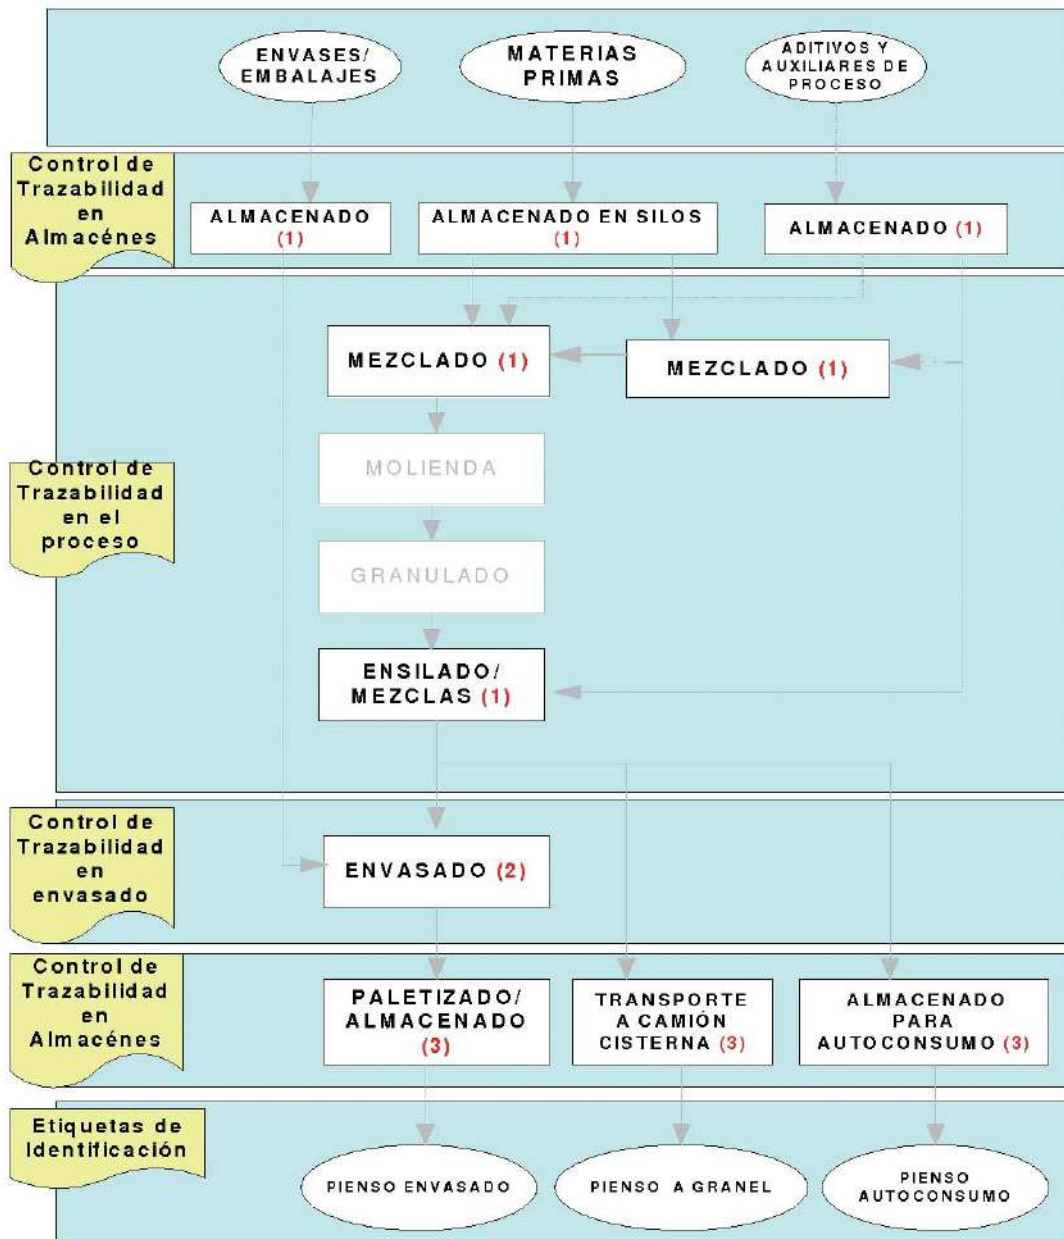 ENVASES/
EMBALAJES
MATERIAS
PRIMAS
ADITIVOS Y
AUXILIARES DE
PROCESO
Control de
Trazabilidad
en
Almacénes
ALMACENADO
(1)
ALMACENADO EN SILOS
(1)
ALMACENADO (1)
MEZCLADO (1)
MEZCLADO (1)
Control de
Trazabilidad
en el
proceso
MOLIENDA
GRANULADO
ENSILADO/
MEZCLAS (1)
Control de
Trazabilidad
en
envasado
ENVASADO (2)
Control de
Trazabilidad
en
Almacénes
PALETIZADO/
ALMACENADO
(3)
TRANSPORTE
A CAMIÓN
CISTERNA (3)
ALMACENADO
PARA
AUTOCONSUMO (3)
Etiquetas de
Identificación
PIENSO ENVASADO
PIENSO A GRANEL
PIENSO
AUTOCONSUMO